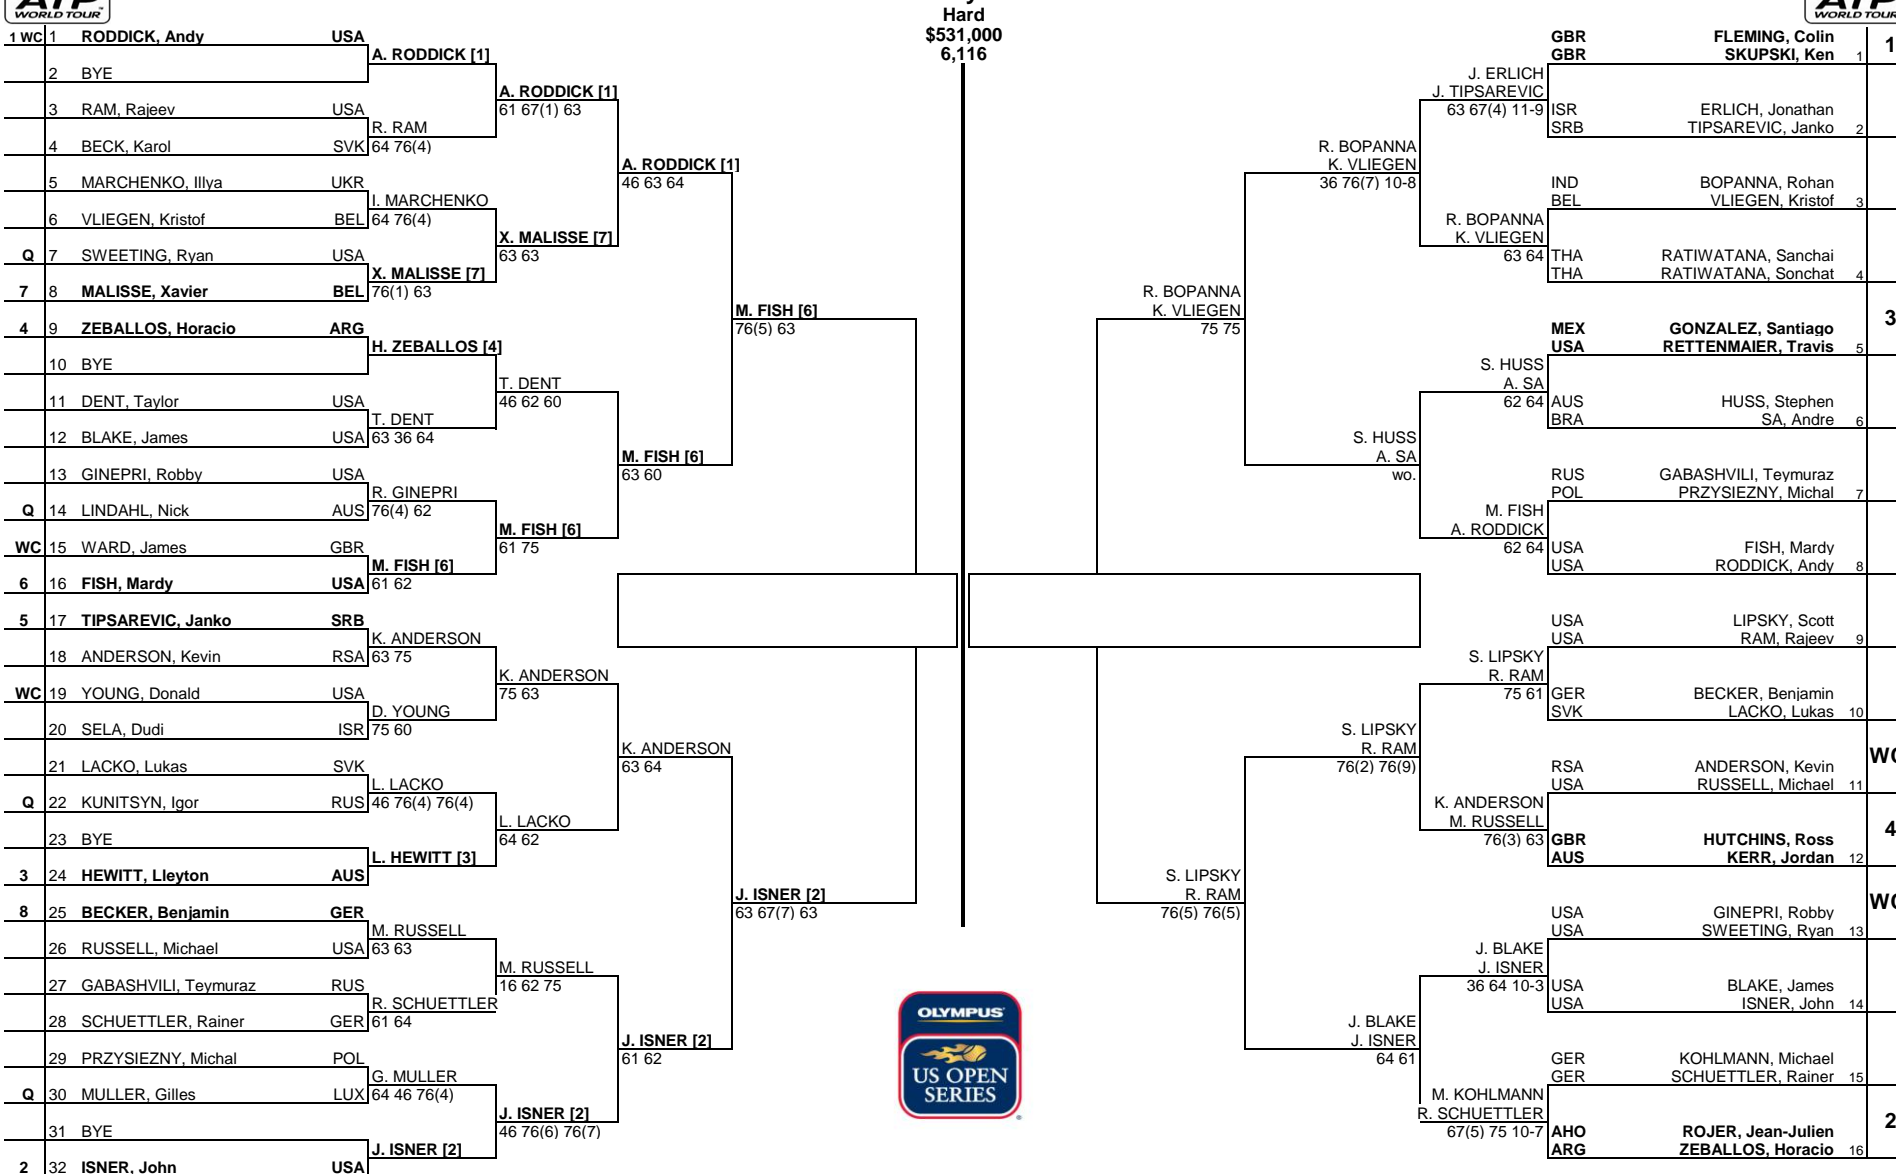 WORLD TOUR
WORLD TOUR
Hard
$531,000
6,116
1 WC 1 RODDICK, Andy USA
2 BYE
3 RAM, Rajeev USA
4 BECK, Karol SVK
5 MARCHENKO, Illya UKR
6 VLIEGEN, Kristof BEL
Q 7 SWEETING, Ryan USA
7 8 MALISSE, Xavier BEL
4 9 ZEBALLOS, Horacio ARG
10 BYE
11 DENT, Taylor USA
12 BLAKE, James USA
13 GINEPRI, Robby USA
Q 14 LINDAHL, Nick AUS
WC 15 WARD, James GBR
6 16 FISH, Mardy USA
5 17 TIPSAREVIC, Janko SRB
18 ANDERSON, Kevin RSA
WC 19 YOUNG, Donald USA
20 SELA, Dudi ISR
21 LACKO, Lukas SVK
Q 22 KUNITSYN, Igor RUS
23 BYE
3 24 HEWITT, Lleyton AUS
8 25 BECKER, Benjamin GER
26 RUSSELL, Michael USA
27 GABASHVILI, Teymuraz RUS
28 SCHUETTLER, Rainer GER
29 PRZYSIEZNY, Michal POL
Q 30 MULLER, Gilles LUX
31 BYE
2 32 ISNER, John USA
A. RODDICK [1]
R. RAM
64 76(4)
I. MARCHENKO
64 76(4)
X. MALISSE [7]
76(1) 63
H. ZEBALLOS [4]
T. DENT
63 36 64
R. GINEPRI
76(4) 62
M. FISH [6]
61 62
K. ANDERSON
63 75
D. YOUNG
75 60
L. LACKO
46 76(4) 76(4)
L. HEWITT [3]
M. RUSSELL
63 63
R. SCHUETTLER
61 64
G. MULLER
64 46 76(4)
J. ISNER [2]
A. RODDICK [1]
61 67(1) 63
X. MALISSE [7]
63 63
T. DENT
46 62 60
M. FISH [6]
61 75
K. ANDERSON
75 63
L. LACKO
64 62
M. RUSSELL
16 62 75
J. ISNER [2]
46 76(6) 76(7)
A. RODDICK [1]
46 63 64
M. FISH [6]
63 60
K. ANDERSON
63 64
J. ISNER [2]
61 62
M. FISH [6]
76(5) 63
J. ISNER [2]
63 67(7) 63
OLYMPUS
US OPEN
SERIES
R. BOPANNA
K. VLIEGEN
75 75
S. LIPSKY
R. RAM
76(5) 76(5)
R. BOPANNA
K. VLIEGEN
36 76(7) 10-8
S. HUSS
A. SA
wo.
S. LIPSKY
R. RAM
76(2) 76(9)
J. BLAKE
J. ISNER
64 61
J. ERLICH
J. TIPSAREVIC
63 67(4) 11-9
R. BOPANNA
K. VLIEGEN
63 64
S. HUSS
A. SA
62 64
M. FISH
A. RODDICK
62 64
S. LIPSKY
R. RAM
75 61
K. ANDERSON
M. RUSSELL
76(3) 63
J. BLAKE
J. ISNER
36 64 10-3
M. KOHLMANN
R. SCHUETTLER
67(5) 75 10-7
GBR FLEMING, Colin
GBR SKUPSKI, Ken 1 1
ISR ERLICH, Jonathan
SRB TIPSAREVIC, Janko 2
IND BOPANNA, Rohan
BEL VLIEGEN, Kristof 3
THA RATIWATANA, Sanchai
THA RATIWATANA, Sonchat 4
MEX GONZALEZ, Santiago
USA RETTENMAIER, Travis 5 3
AUS HUSS, Stephen
BRA SA, Andre 6
RUS GABASHVILI, Teymuraz
POL PRZYSIEZNY, Michal 7
USA FISH, Mardy
USA RODDICK, Andy 8
USA LIPSKY, Scott
USA RAM, Rajeev 9
GER BECKER, Benjamin
SVK LACKO, Lukas 10
RSA ANDERSON, Kevin
USA RUSSELL, Michael 11 WC
GBR HUTCHINS, Ross
AUS KERR, Jordan 12 4
USA GINEPRI, Robby
USA SWEETING, Ryan 13 WC
USA BLAKE, James
USA ISNER, John 14
GER KOHLMANN, Michael
GER SCHUETTLER, Rainer 15
AHO ROJER, Jean-Julien
ARG ZEBALLOS, Horacio 16 2